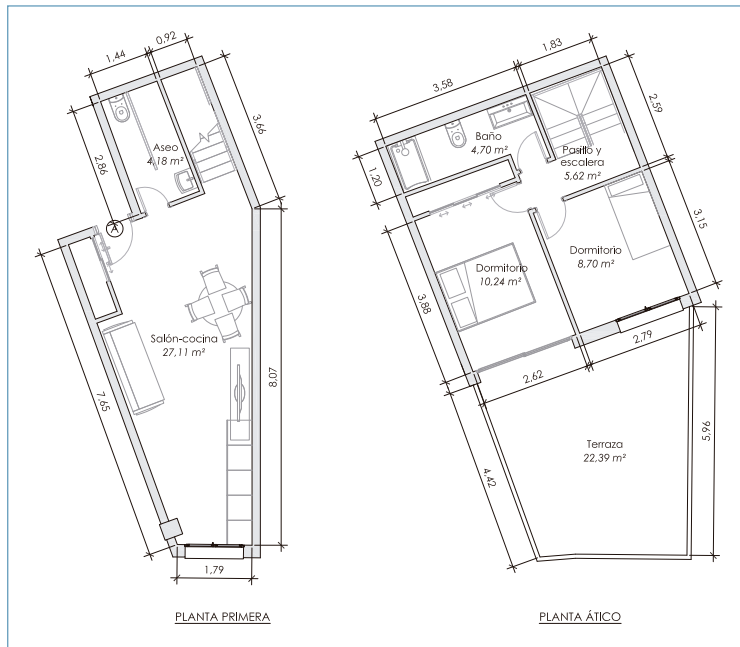 1,44
0,92
3,66
2,86
Aseo
4,18 m²
A
A
Salón-cocina
27,11 m²
7,65
8,07
1,79
PLANTA PRIMERA
3,58
1,83
2,59
1,20
Baño
4,70 m²
Pasillo y
escalera
5,62 m²
3,15
Dormitorio
8,70 m²
Dormitorio
10,24 m²
3,88
2,62
2,79
4,42
5,96
Terraza
22,39 m²
PLANTA ÁTICO